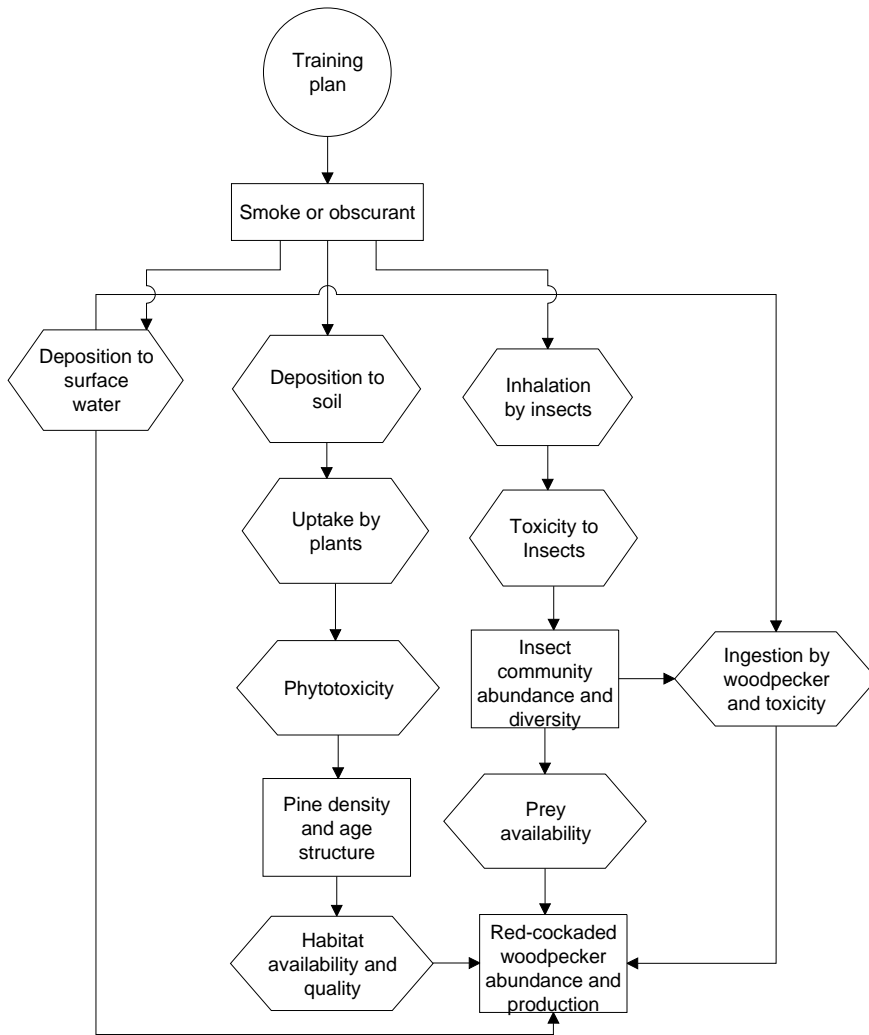 Training
plan
Smoke or obscurant
Deposition to
surface
water
Deposition to
soil
Inhalation
by insects
Uptake by
plants
Toxicity to
Insects
Insect
community
abundance and
diversity
Ingestion by
woodpecker
and toxicity
Phytotoxicity
Pine density
and age
structure
Prey
availability
Habitat
availability and
quality
Red-cockaded
woodpecker
abundance and
production